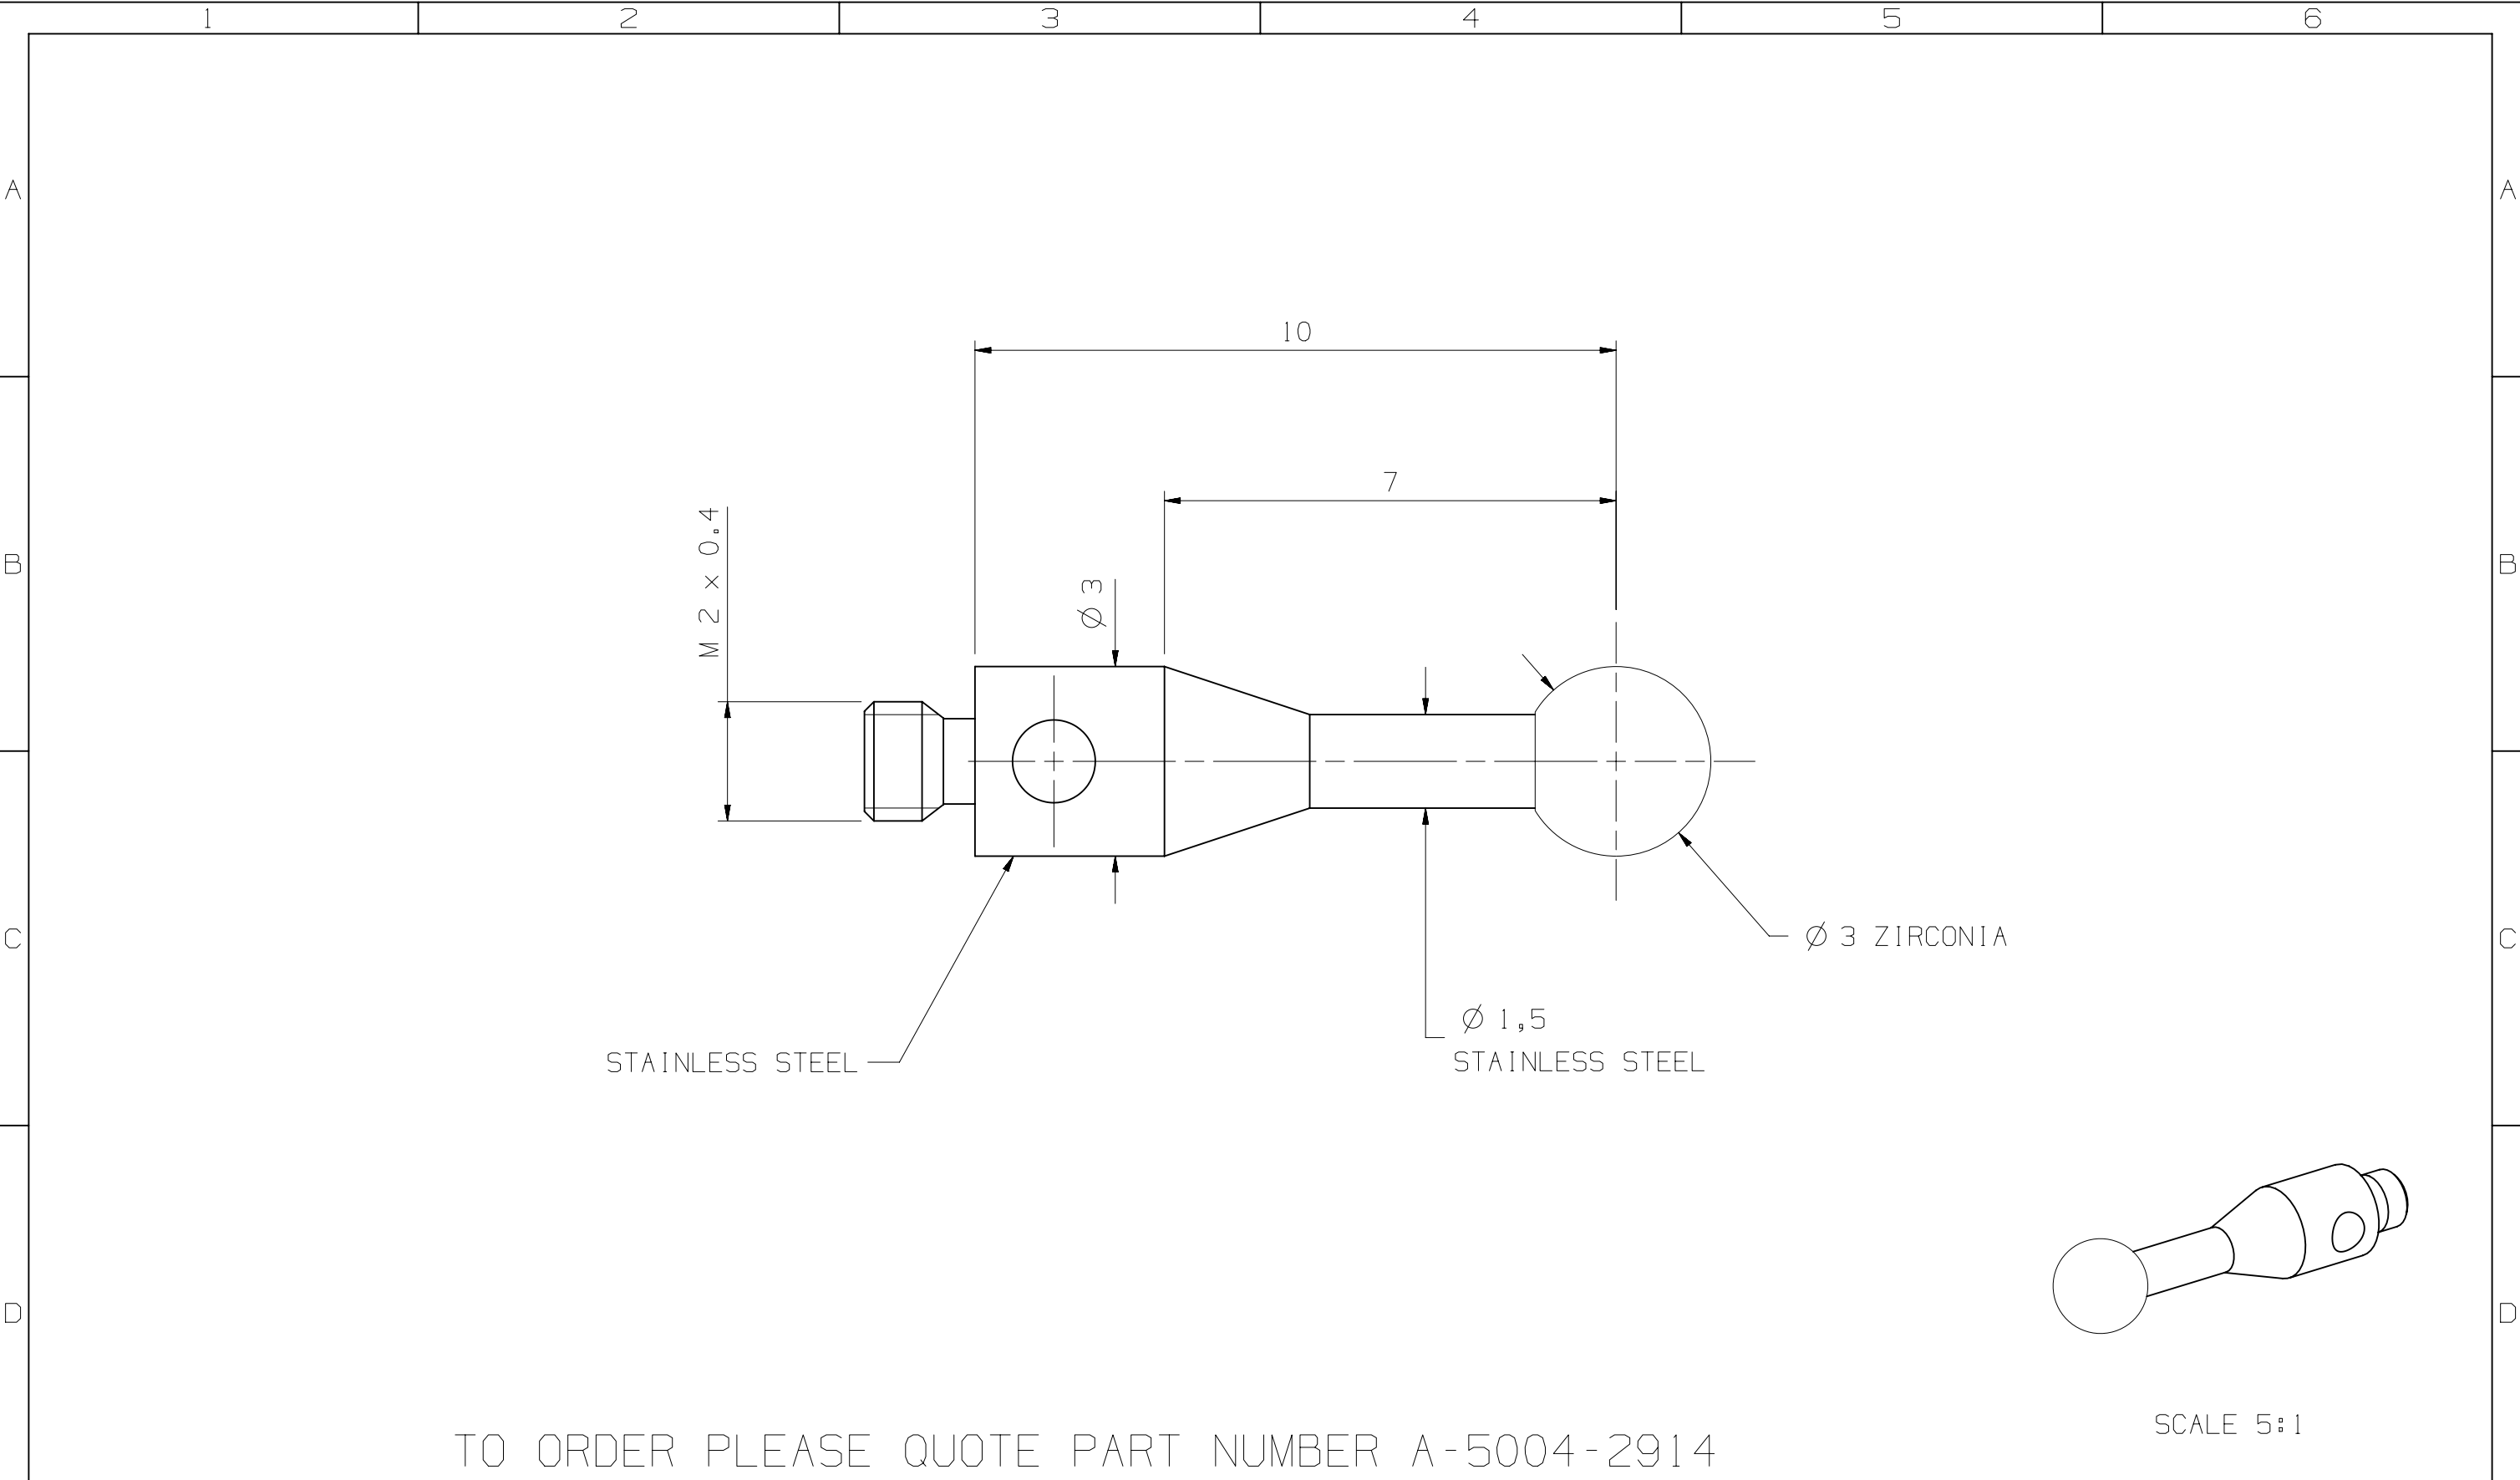 1 2 3 4 5 6
A A
10
7
M 2 x 0.4
B B
Ø 3
C C
Ø 3 ZIRCONIA
Ø 1,5
STAINLESS STEEL STAINLESS STEEL
D D
SCALE 5:1
TO ORDER PLEASE QUOTE PART NUMBER A-5004-2914